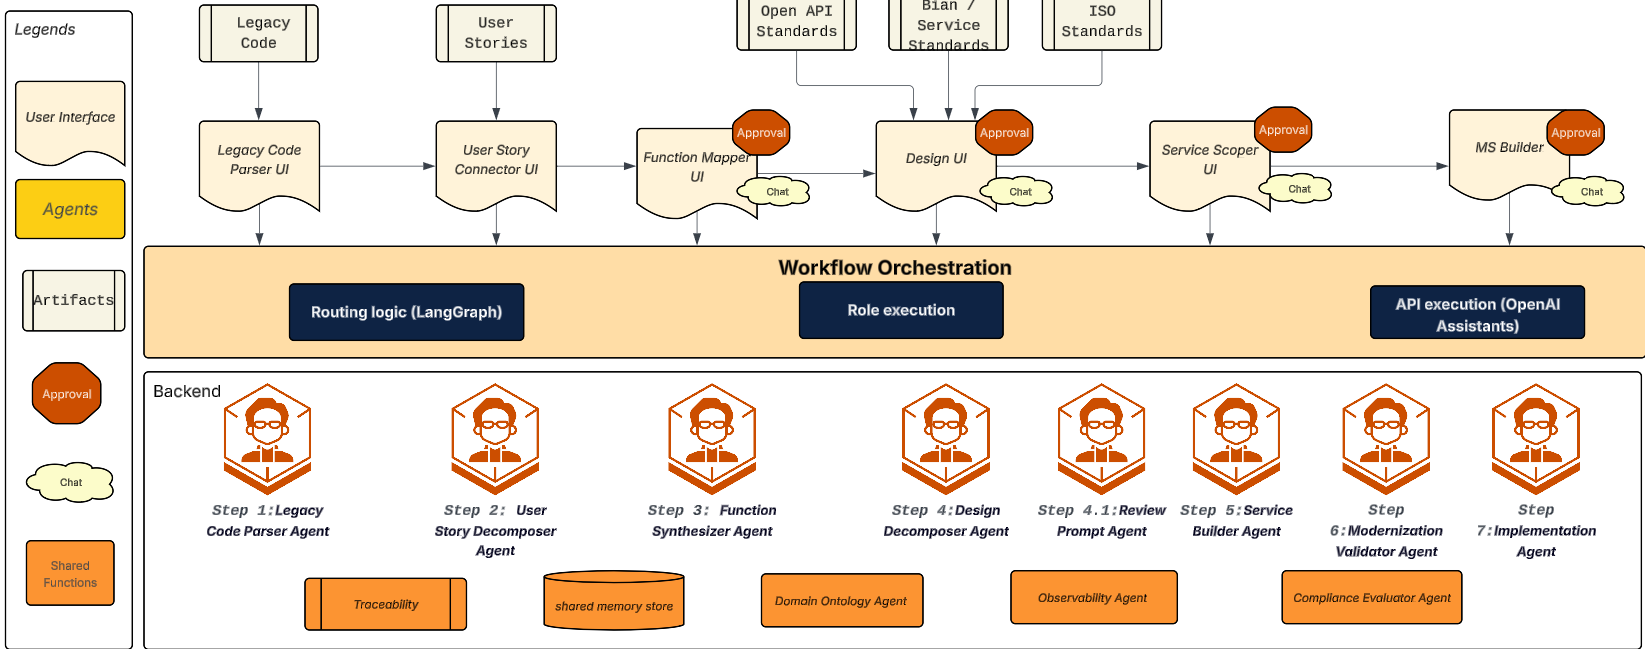 Legends
User Interface
Agents
Artifacts
Approval
Chat
Shared
Functions
Legacy
Code
User
Stories
Open API
Standards
Bian /
Service
Standards
ISO
Standards
Legacy Code
Parser UI
User Story
Connector UI
Function Mapper
UI
Approval
Chat
Design UI
Approval
Chat
Service Scoper
UI
Approval
Chat
MS Builder
Approval
Chat
Workflow Orchestration
Routing logic (LangGraph)
Role execution
API execution (OpenAI
Assistants)
Backend
Step 1:Legacy
Code Parser Agent
Step 2: User
Story Decomposer
Agent
Step 3: Function
Synthesizer Agent
Step 4:Design
Decomposer Agent
Step 4.1:Review
Prompt Agent
Step 5:Service
Builder Agent
Step
6:Modernization
Validator Agent
Step
7:Implementation
Agent
Traceability
shared memory store
Domain Ontology Agent
Observability Agent
Compliance Evaluator Agent